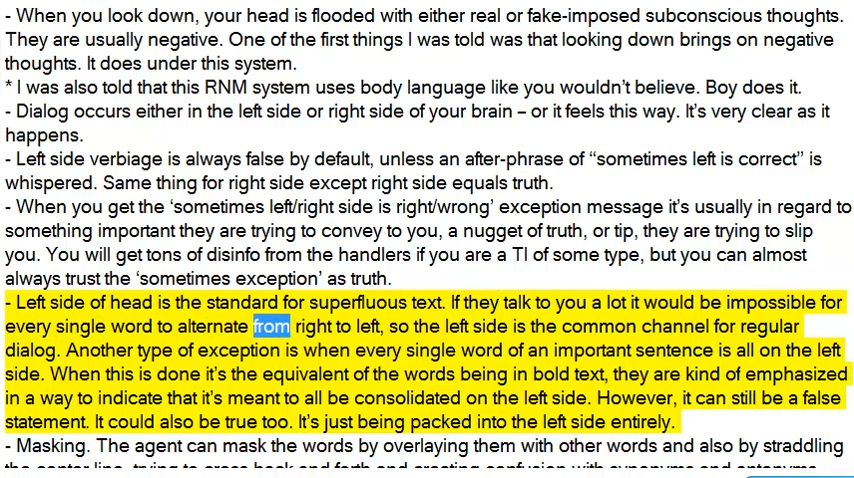 - When you look down, your head is flooded with either real or fake-imposed subconscious thoughts.
They are usually negative. One of the first things I was told was that looking down brings on negative
thoughts. It does under this system.
* I was also told that this RNM system uses body language like you wouldn’t believe. Boy does it.
- Dialog occurs either in the left side or right side of your brain – or it feels this way. It’s very clear as it
happens.
- Left side verbiage is always false by default, unless an after-phrase of “sometimes left is correct” is
whispered. Same thing for right side except right side equals truth.
- When you get the ‘sometimes left/right side is right/wrong’ exception message it’s usually in regard to
something important they are trying to convey to you, a nugget of truth, or tip, they are trying to slip
you. You will get tons of disinfo from the handlers if you are a TI of some type, but you can almost
always trust the ‘sometimes exception’ as truth.
- Left side of head is the standard for superfluous text. If they talk to you a lot it would be impossible for
every single word to alternate from right to left, so the left side is the common channel for regular
dialog. Another type of exception is when every single word of an important sentence is all on the left
side. When this is done it’s the equivalent of the words being in bold text, they are kind of emphasized
in a way to indicate that it’s meant to all be consolidated on the left side. However, it can still be a false
statement. It could also be true too. It’s just being packed into the left side entirely.
- Masking. The agent can mask the words by overlaying them with other words and also by straddling
the center line, trying to cross back and forth and creating confusion with synonyms and antonyms